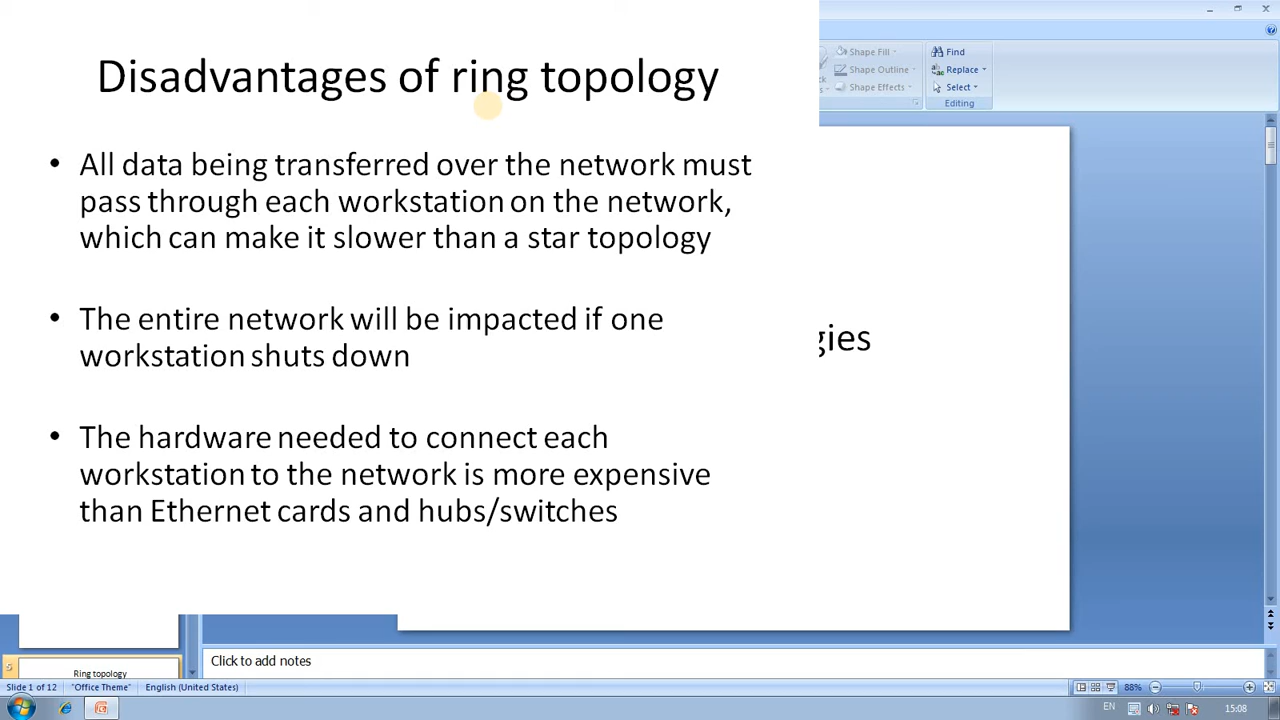 Disadvantages of ring topology
• All data being transferred over the network must
pass through each workstation on the network,
which can make it slower than a star topology
• The entire network will be impacted if one
workstation shuts down
• The hardware needed to connect each
workstation to the network is more expensive
than Ethernet cards and hubs/switches
Shape Fill
Shape Outline
Shape Effects
Find
Replace
Select
Editing
gies
5
Ring topology
Click to add notes
Slide 1 of 12
"Office Theme"
English (United States)
88%
EN
15:08